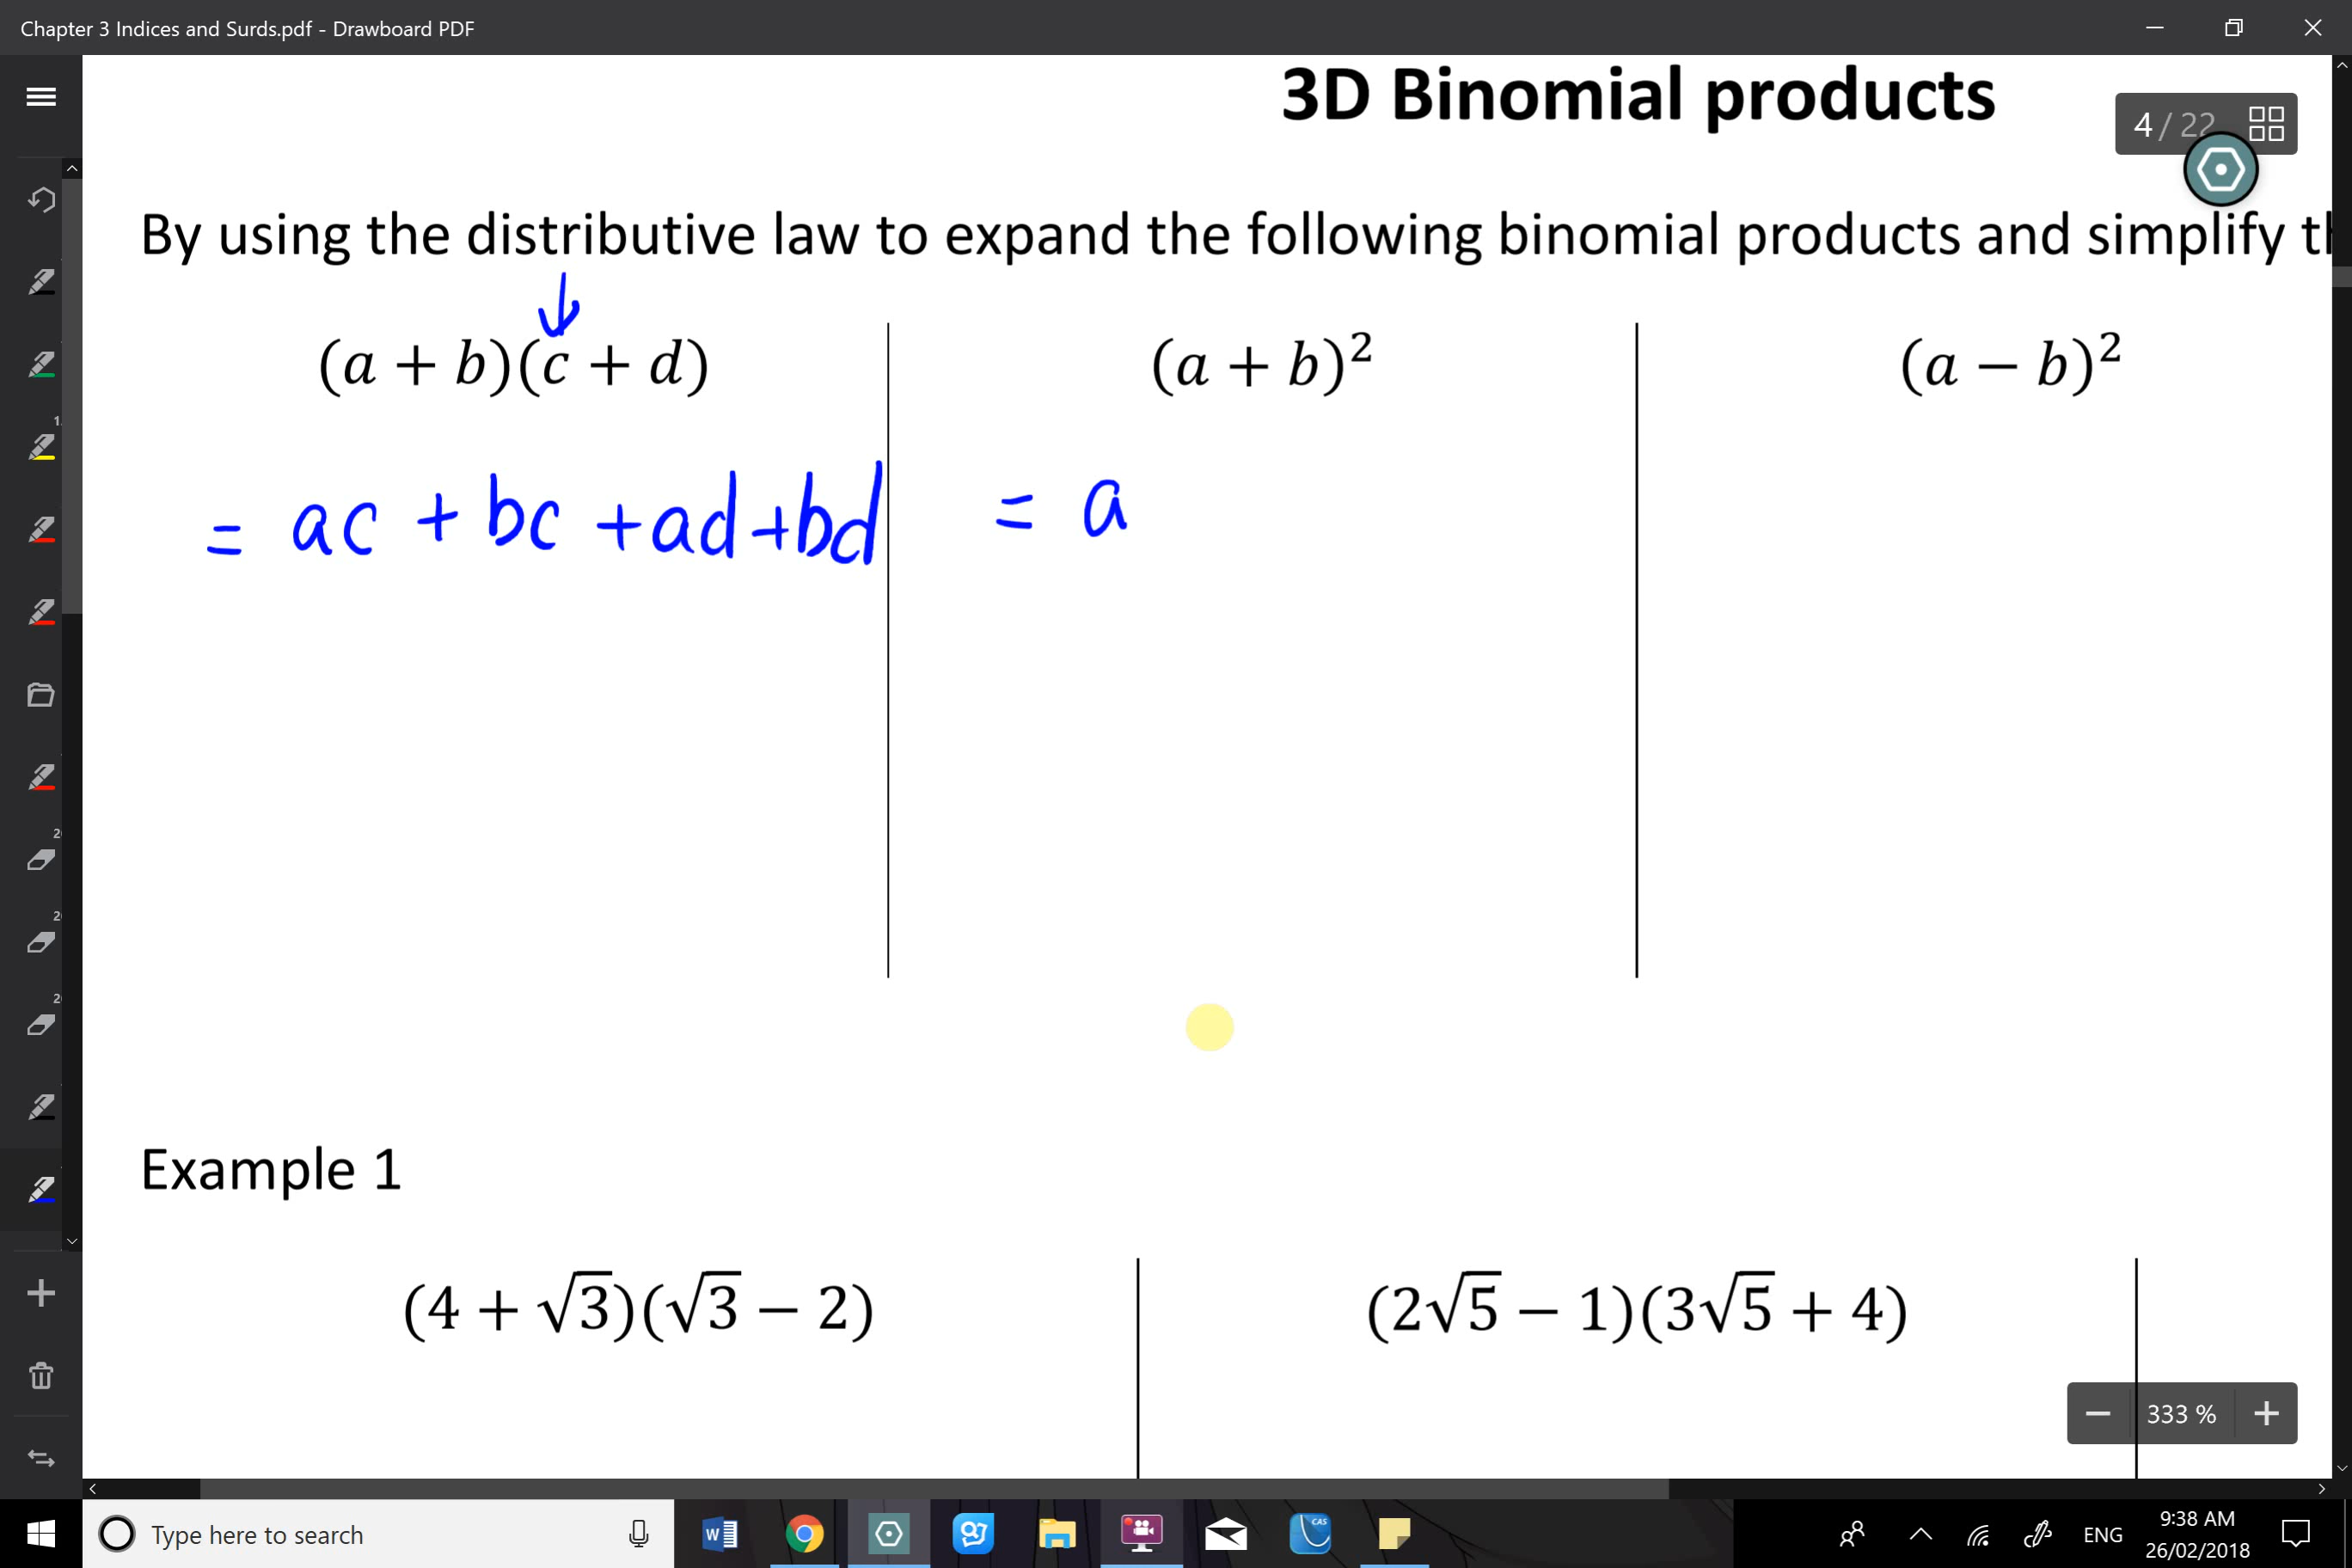 Chapter 3 Indices and Surds.pdf - Drawboard PDF
3D Binomial products
4 / 22
By using the distributive law to expand the following binomial products and simplify
(a + b)(c + d)
= ac + bc + ad + bd
(a + b)²
= a
(a − b)²
Example 1
(4 + √3)(√3 − 2)
(2√5 − 1)(3√5 + 4)
333 %
Type here to search
CAS
ENG
9:38 AM
26/02/2018